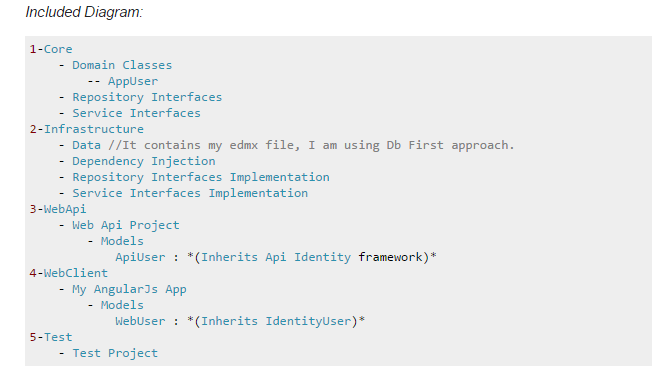 Included Diagram:
1-Core
- Domain Classes
-- AppUser
- Repository Interfaces
- Service Interfaces
2-Infrastructure
- Data //It contains my edmx file, I am using Db First approach.
- Dependency Injection
- Repository Interfaces Implementation
- Service Interfaces Implementation
3-WebApi
- Web Api Project
- Models
ApiUser : *(Inherits Api Identity framework)*
4-WebClient
- My AngularJs App
- Models
WebUser : *(Inherits IdentityUser)*
5-Test
- Test Project